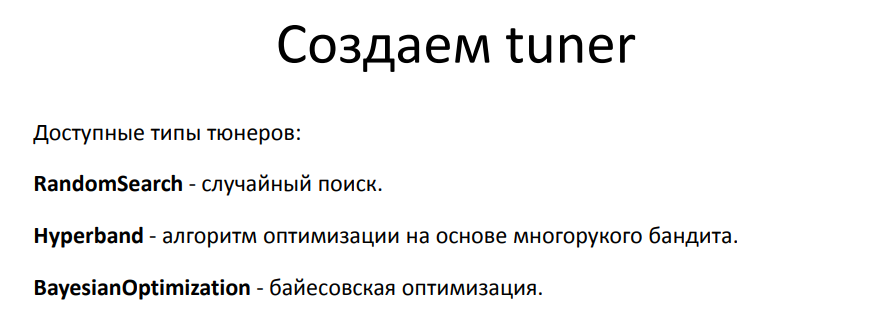 Создаем tuner
Доступные типы тюнеров:
RandomSearch - случайный поиск.
Hyperband - алгоритм оптимизации на основе многорукого бандита.
BayesianOptimization - байесовская оптимизация.